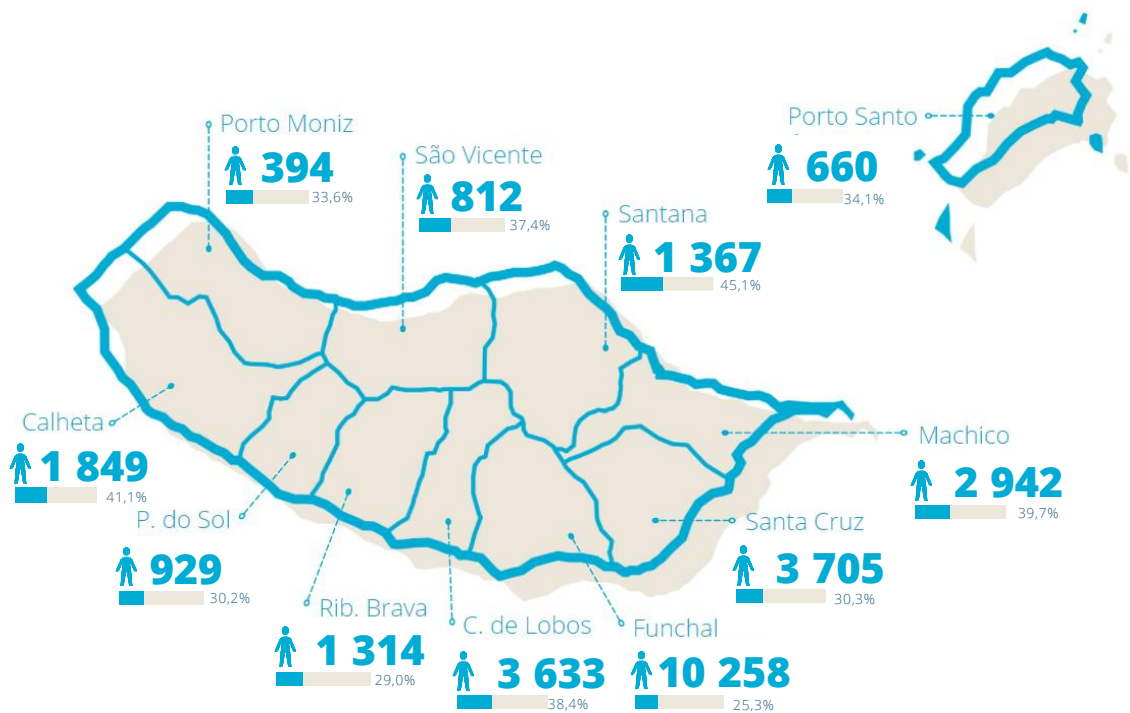 Porto Moniz
394
33,6%
São Vicente
812
37,4%
Santana
1 367
45,1%
Porto Santo
660
34,1%
Calheta
1 849
41,1%
P. do Sol
929
30,2%
Rib. Brava
1 314
29,0%
C. de Lobos
3 633
38,4%
Funchal
10 258
25,3%
Santa Cruz
3 705
30,3%
Machico
2 942
39,7%